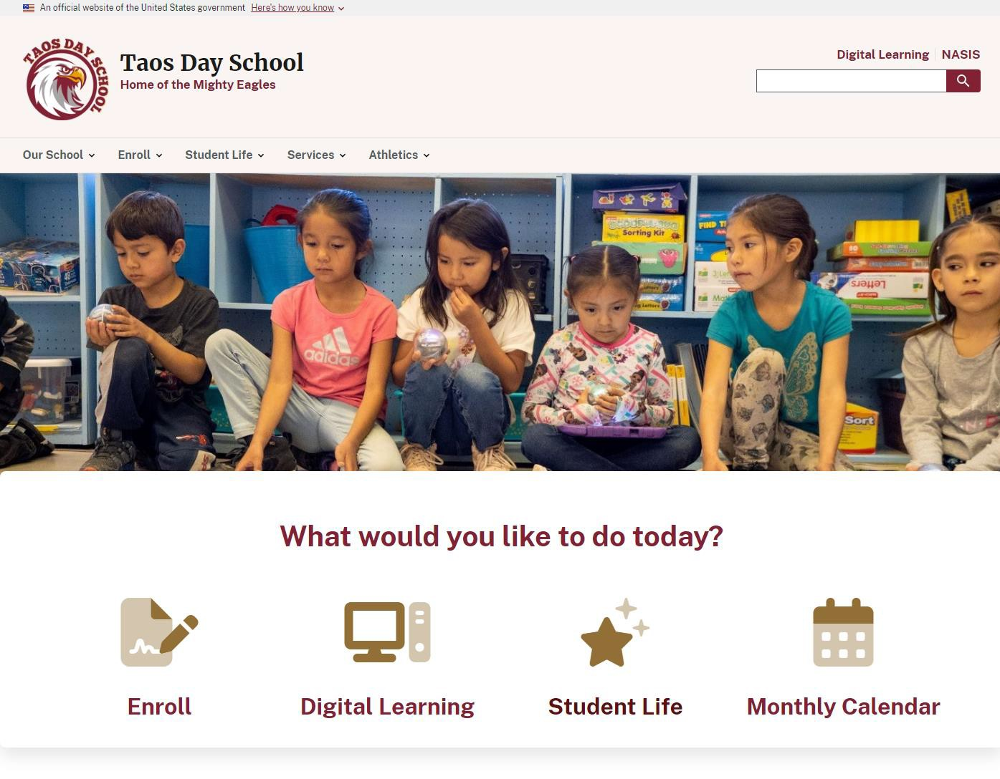 An official website of the United States government Here's how you know
TAOS DAY SCHOOL
Taos Day School
Home of the Mighty Eagles
Digital Learning NASIS
Our School Enroll Student Life Services Athletics
Sorting Kit
FIND
Letters
Letters
adidas
Sort
What would you like to do today?
Enroll
Digital Learning
Student Life
Monthly Calendar